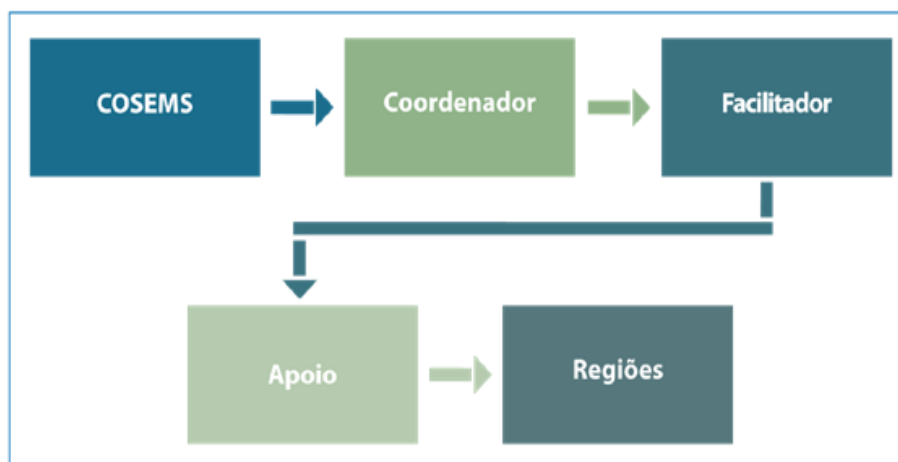 COSEMS
Coordenador
Facilitador
Apoio
Regiões